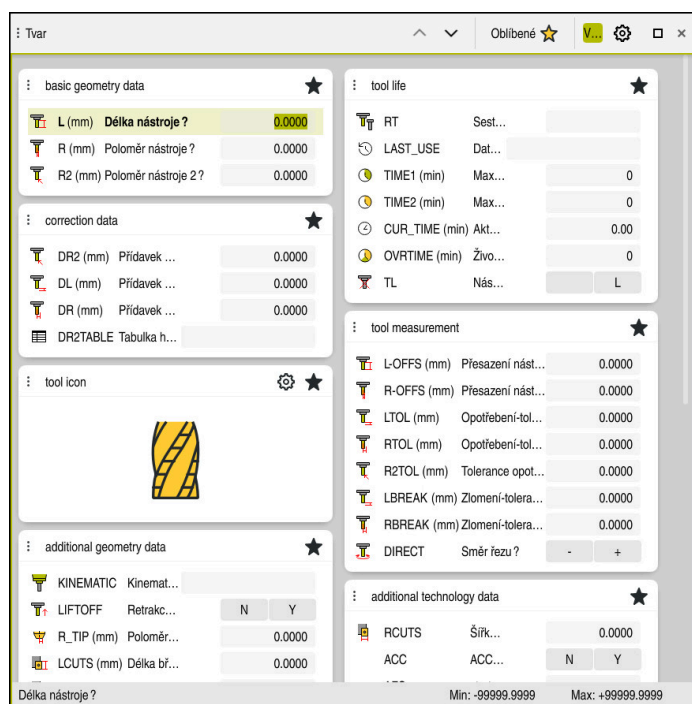 Tvar
Oblíbené
V...
basic geometry data
L (mm) Délka nástroje ? 0.0000
R (mm) Poloměr nástroje ? 0.0000
R2 (mm) Poloměr nástroje 2 ? 0.0000
correction data
DR2 (mm) Přídavek ... 0.0000
DL (mm) Přídavek ... 0.0000
DR (mm) Přídavek ... 0.0000
DR2TABLE Tabulka h...
tool icon
additional geometry data
KINEMATIC Kinemat...
LIFTOFF Retrakc... N Y
R_TIP (mm) Poloměr... 0.0000
LCUTS (mm) Délka bř... 0.0000
tool life
RT Sest...
LAST_USE Dat...
TIME1 (min) Max... 0
TIME2 (min) Max... 0
CUR_TIME (min) Akt... 0.00
OVRTIME (min) Živo... 0
TL Nás... L
tool measurement
L-OFFS (mm) Přesazení nást... 0.0000
R-OFFS (mm) Přesazení nást... 0.0000
LTOL (mm) Opotřebení-tol... 0.0000
RTOL (mm) Opotřebení-tol... 0.0000
R2TOL (mm) Tolerance opot... 0.0000
LBREAK (mm) Zlomení-tolera... 0.0000
RBREAK (mm) Zlomení-tolera... 0.0000
DIRECT Směr řezu ? - +
additional technology data
RCUTS Šířk... 0.0000
ACC ACC... N Y
Délka nástroje ? Min: -99999.9999 Max: +99999.9999